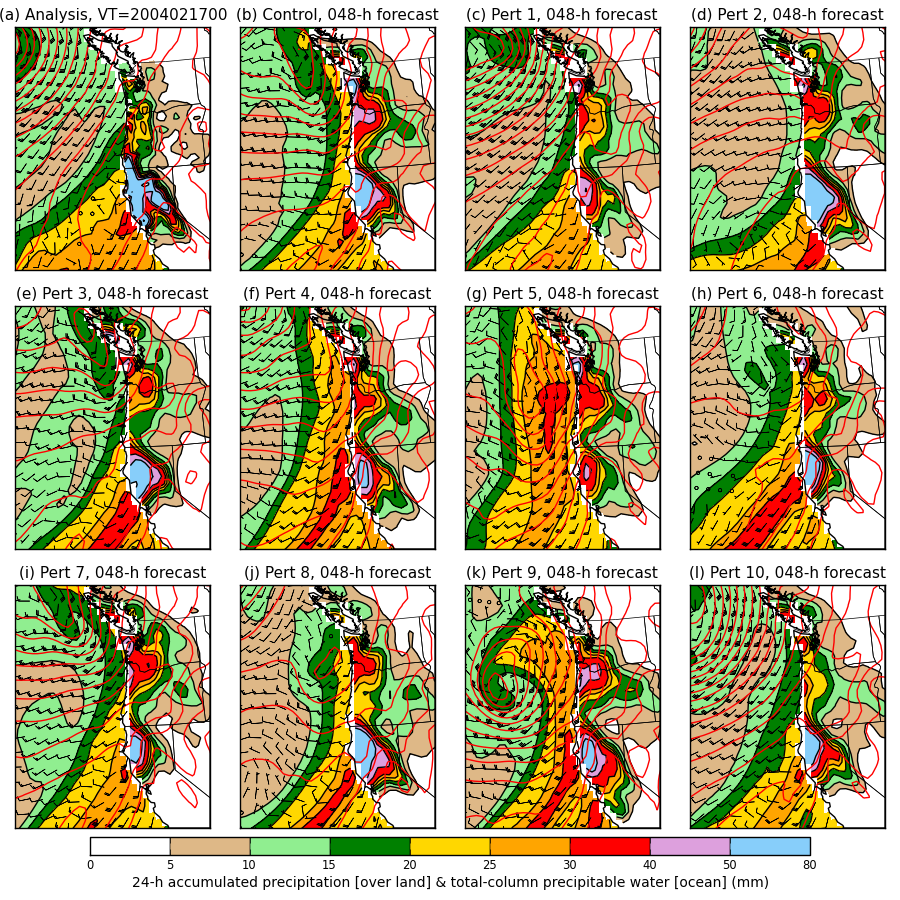 (a) Analysis, VT=2004021700 (b) Control, 048-h forecast (c) Pert 1, 048-h forecast (d) Pert 2, 048-h forecast
(e) Pert 3, 048-h forecast (f) Pert 4, 048-h forecast (g) Pert 5, 048-h forecast (h) Pert 6, 048-h forecast
(i) Pert 7, 048-h forecast (j) Pert 8, 048-h forecast (k) Pert 9, 048-h forecast (l) Pert 10, 048-h forecast
0 5 10 15 20 25 30 40 50 80
24-h accumulated precipitation [over land] & total-column precipitable water [ocean] (mm)